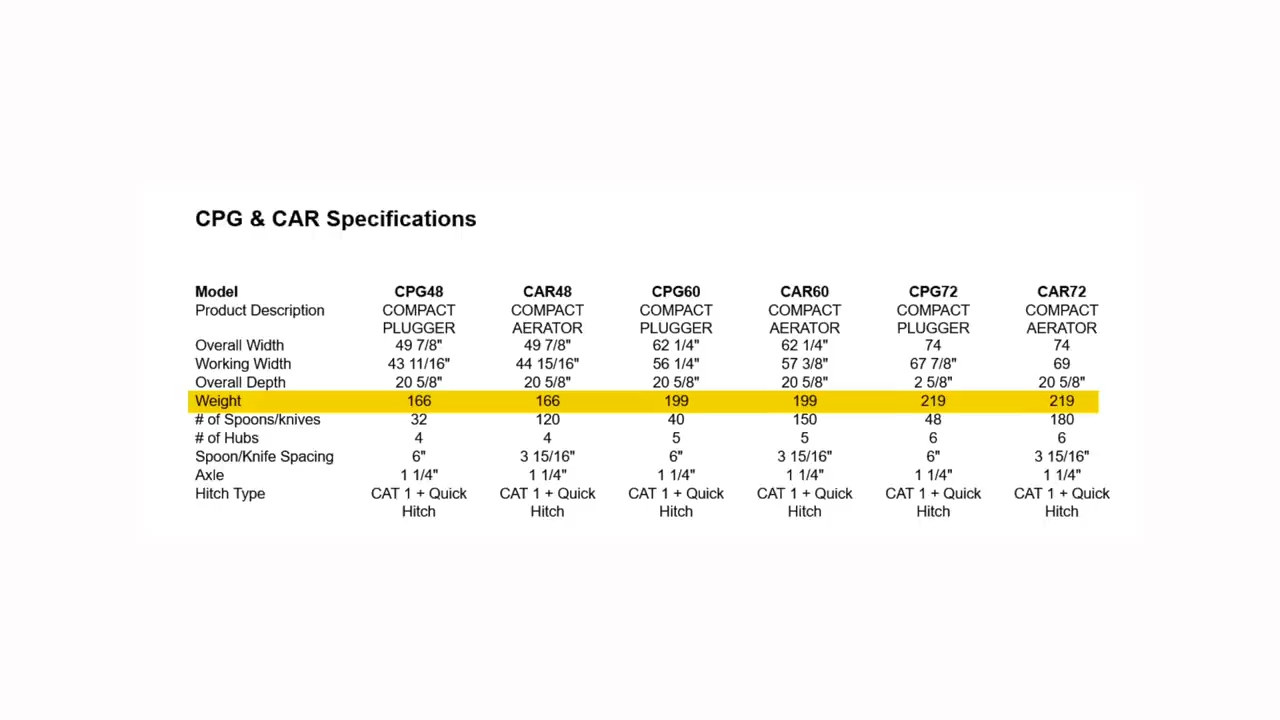 CPG & CAR Specifications
Model CPG48 CAR48 CPG60 CAR60 CPG72 CAR72
Product Description COMPACT COMPACT COMPACT COMPACT COMPACT COMPACT
PLUGGER AERATOR PLUGGER AERATOR PLUGGER AERATOR
Overall Width 49 7/8" 49 7/8" 62 1/4" 62 1/4" 74 74
Working Width 43 11/16" 44 15/16" 56 1/4" 57 3/8" 67 7/8" 69
Overall Depth 20 5/8" 20 5/8" 20 5/8" 20 5/8" 2 5/8" 20 5/8"
Weight 166 166 199 199 219 219
# of Spoons/knives 32 120 40 150 48 180
# of Hubs 4 4 5 5 6 6
Spoon/Knife Spacing 6" 3 15/16" 6" 3 15/16" 6" 3 15/16"
Axle 1 1/4" 1 1/4" 1 1/4" 1 1/4" 1 1/4" 1 1/4"
Hitch Type CAT 1 + Quick CAT 1 + Quick CAT 1 + Quick CAT 1 + Quick CAT 1 + Quick CAT 1 + Quick
Hitch Hitch Hitch Hitch Hitch Hitch